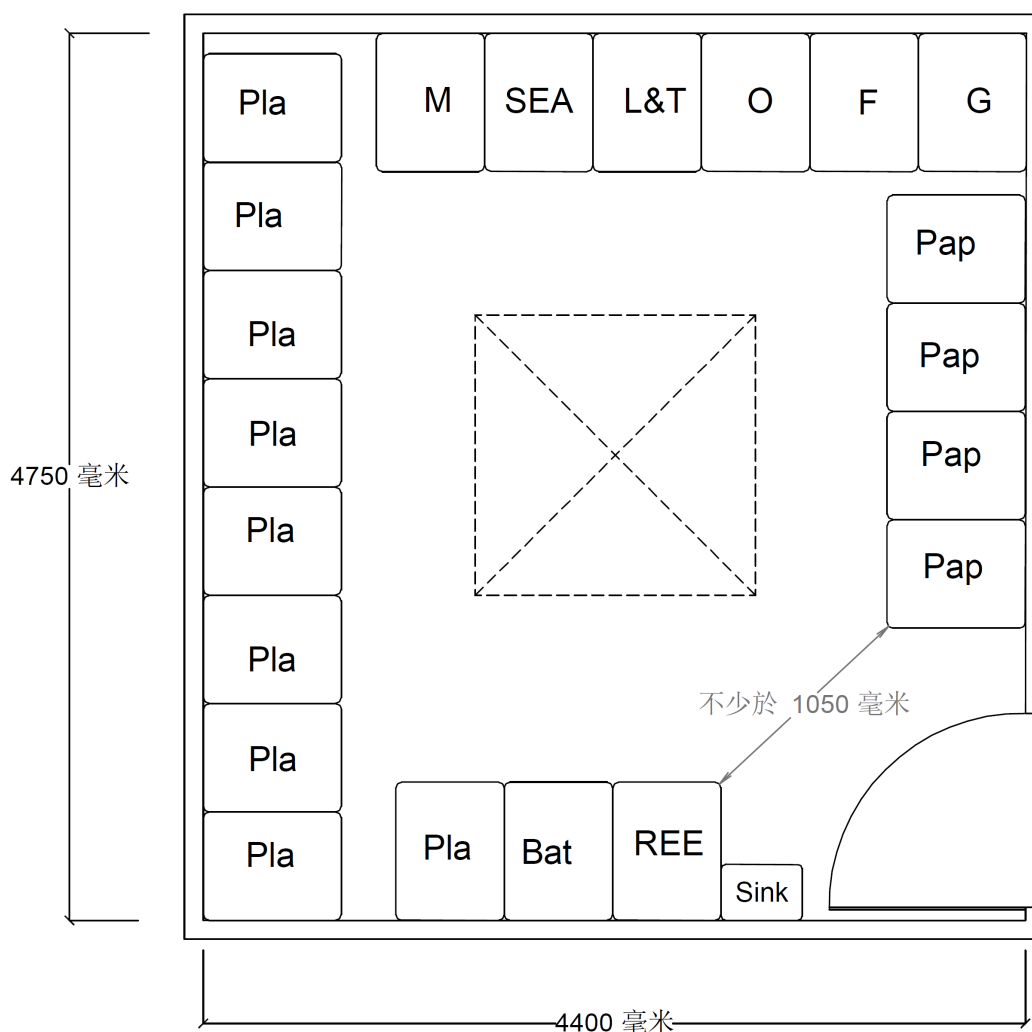 Pla
M
SEA
L&T
O
F
G
Pla
Pap
Pla
Pap
Pla
Pap
4750 毫米
Pla
Pap
Pla
不少於 1050 毫米
Pla
Pla
Pla
Bat
REE
Sink
4400 毫米